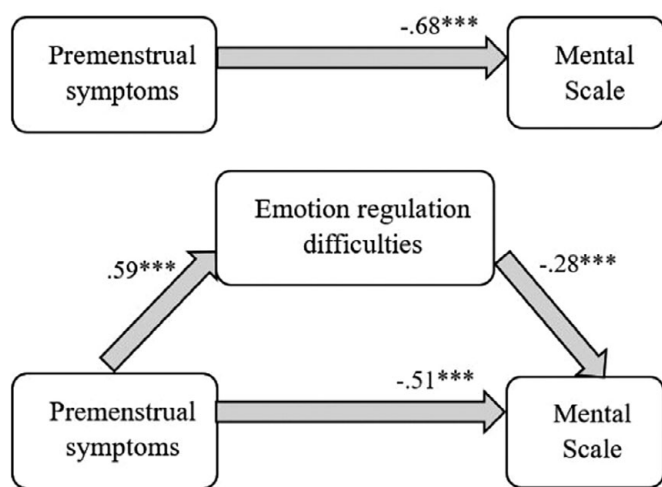 -.68***
Premenstrual
symptoms
Mental
Scale
Emotion regulation
difficulties
.59***
-.28***
-.51***
Premenstrual
symptoms
Mental
Scale